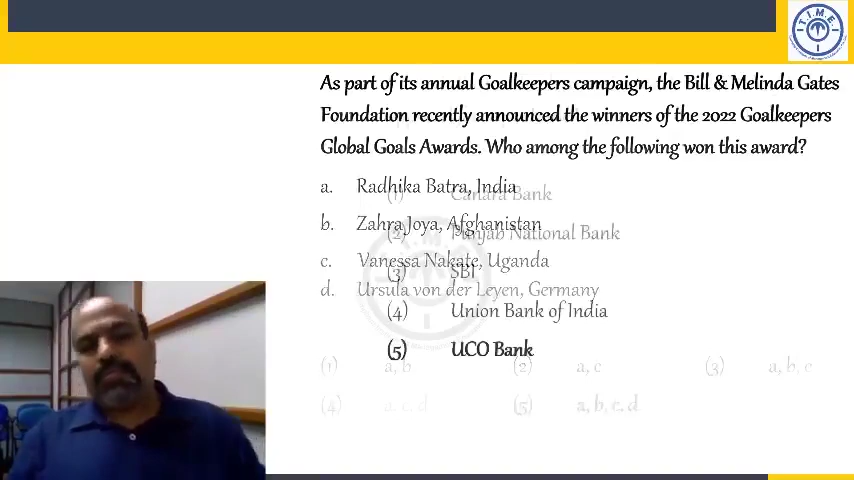 T.I.M.E.
As part of its annual Goalkeepers campaign, the Bill & Melinda Gates
Foundation recently announced the winners of the 2022 Goalkeepers
Global Goals Awards. Who among the following won this award?
a. Radhika Batra, India
(1) Canara Bank
b. Zahra Joya, Afghanistan
(2) Punjab National Bank
c. Vanessa Nakate, Uganda
(3) SBI
d. Ursula von der Leyen, Germany
(4) Union Bank of India
(5) UCO Bank
(1) a, b (2) a, c (3) a, b, c
(4) a, c, d (5) a, b, c, d